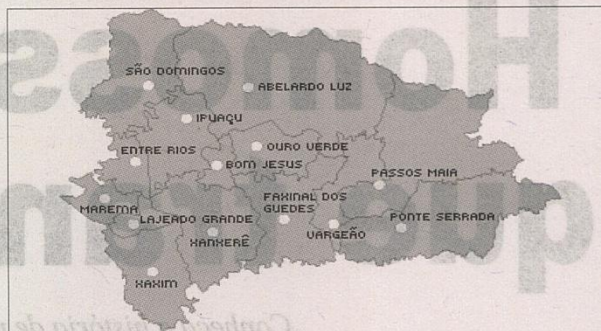 SÃO DOMINGOS
ABELARDO LUZ
IPUAÇU
ENTRE RIOS
OURO VERDE
BOM JESUS
PASSOS MAIA
MAREMA
LAJEADO GRANDE
FAXINAL DOS
GUEDES
PONTE SERRADA
XANXERÊ
VARGEÃO
XAXIM